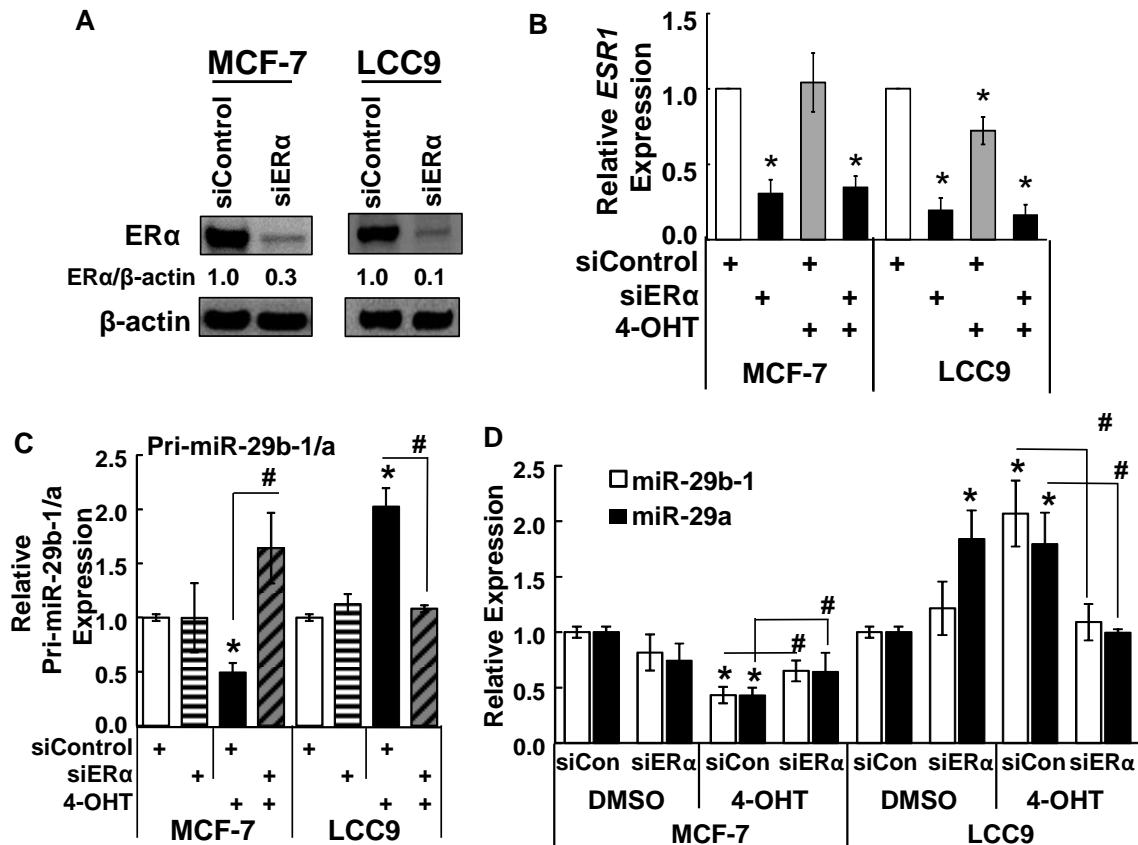 A
MCF-7 LCC9
siControl siERα siControl siERα
ERα
ERα/β-actin 1.0 0.3 1.0 0.1
β-actin
B
Relative ESR1
Expression
1.5
1.0
0.5
0.0
* * * * *
siControl + + + +
siERα + + + +
4-OHT + + + +
MCF-7 LCC9
C
Pri-miR-29b-1/a
Relative
Pri-miR-29b-1/a
Expression
2.5
2.0
1.5
1.0
0.5
0.0
* # * #
siControl + + + +
siERα + + + +
4-OHT + + + +
MCF-7 LCC9
D
miR-29b-1
miR-29a
Relative Expression
2.5
2.0
1.5
1.0
0.5
0.0
* * # # * * * # #
siCon siERα siCon siERα siCon siERα siCon siERα
DMSO 4-OHT DMSO 4-OHT
MCF-7 LCC9